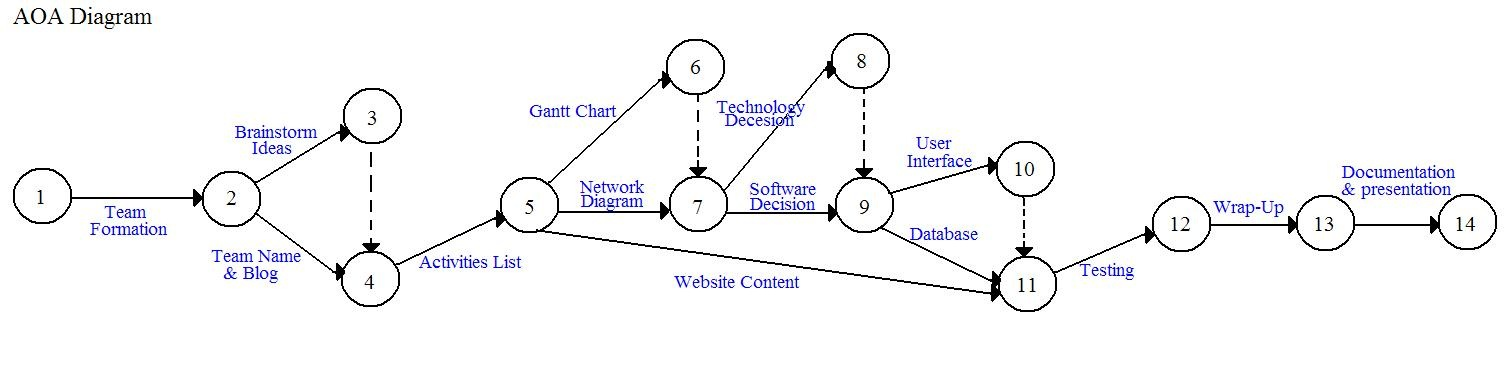 AOA Diagram
1
Team
Formation
2
Brainstorm
Ideas
Team Name
& Blog
3
4
Activities List
5
Gantt Chart
Network
Diagram
Website Content
6
7
Technology
Decesion
Software
Decision
8
9
User
Interface
Database
10
11
Testing
12
Wrap-Up
13
Documentation
& presentation
14